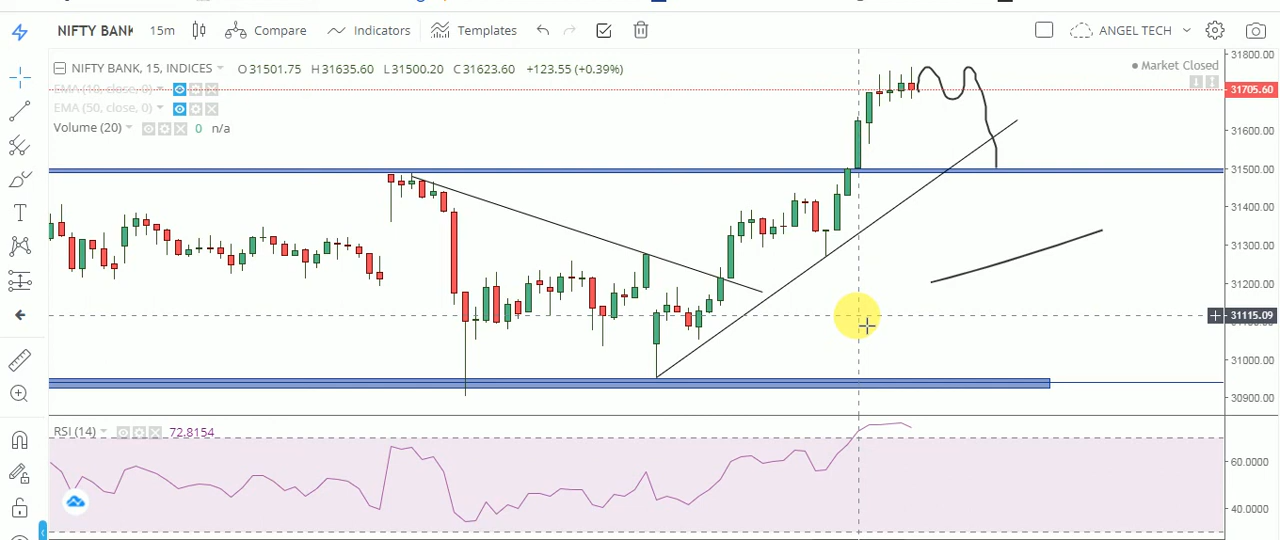 NIFTY BANK 15m Compare Indicators Templates ANGEL TECH
NIFTY BANK, 15, INDICES O31501.75 H31635.60 L31500.20 C31623.60 +123.55 (+0.39%)
Market Closed
EMA (10, close, 0)
EMA (50, close, 0)
Volume (20) 0 n/a
31800.00
31705.60
31600.00
31500.00
31400.00
31300.00
31200.00
31115.09
31000.00
30900.00
RSI (14) 72.8154
60.0000
40.0000